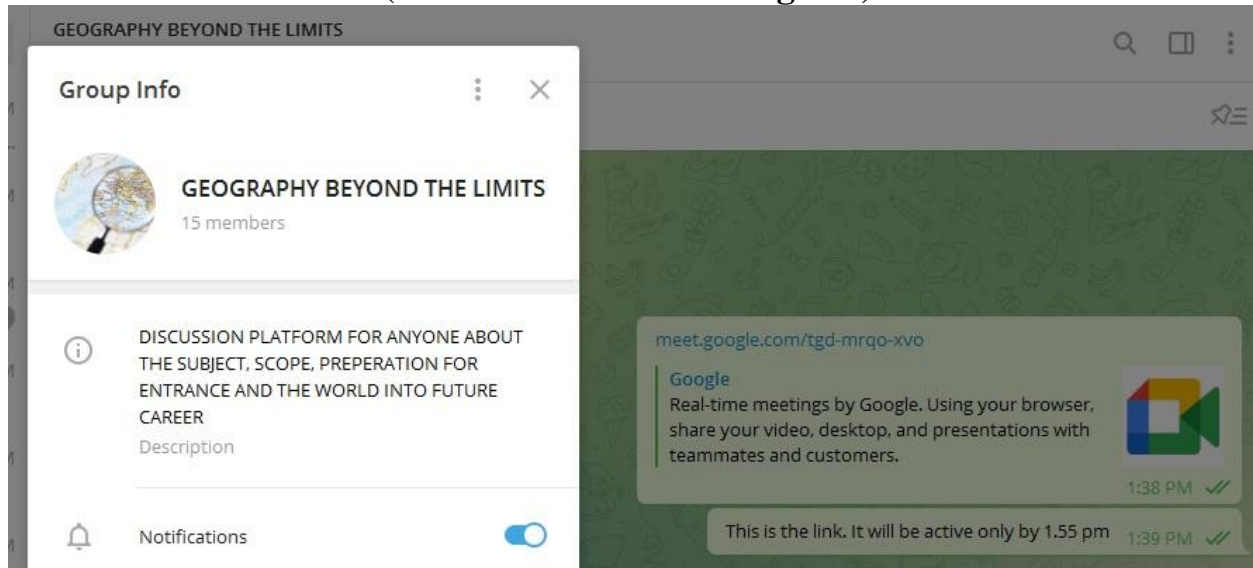 GEOGRAPHY BEYOND THE LIMITS
Group Info
GEOGRAPHY BEYOND THE LIMITS
15 members
DISCUSSION PLATFORM FOR ANYONE ABOUT
THE SUBJECT, SCOPE, PREPERATION FOR
ENTRANCE AND THE WORLD INTO FUTURE
CAREER
Description
Notifications
meet.google.com/tgd-mrqo-xvo
Google
Real-time meetings by Google. Using your browser,
share your video, desktop, and presentations with
teammates and customers.
1:38 PM
This is the link. It will be active only by 1.55 pm 1:39 PM